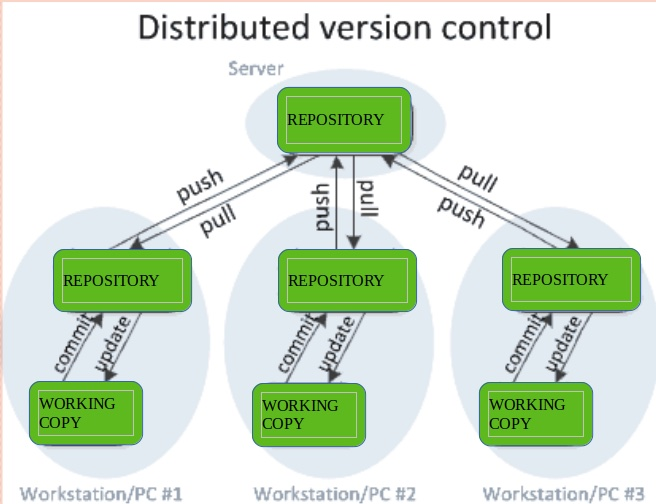 Distributed version control
Server
REPOSITORY
push
pull
push
pull
pull
push
REPOSITORY
REPOSITORY
REPOSITORY
commit
update
commit
update
commit
update
WORKING
COPY
WORKING
COPY
WORKING
COPY
Workstation/PC #1
Workstation/PC #2
Workstation/PC #3